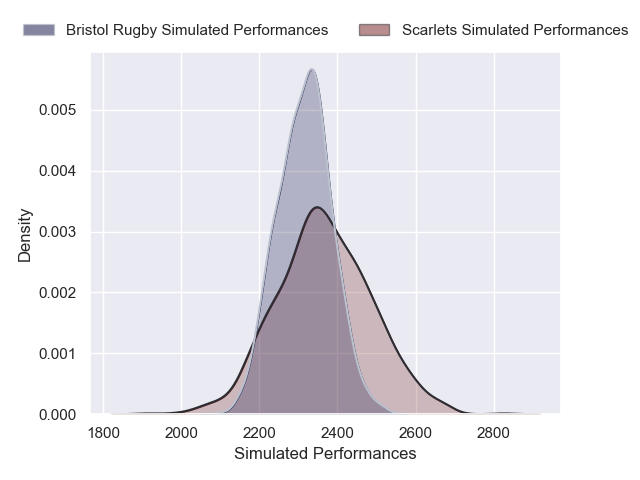 Bristol Rugby Simulated Performances Scarlets Simulated Performances
0.005
0.004
0.003
0.002
0.001
0.000
Density
1800 2000 2200 2400 2600 2800
Simulated Performances